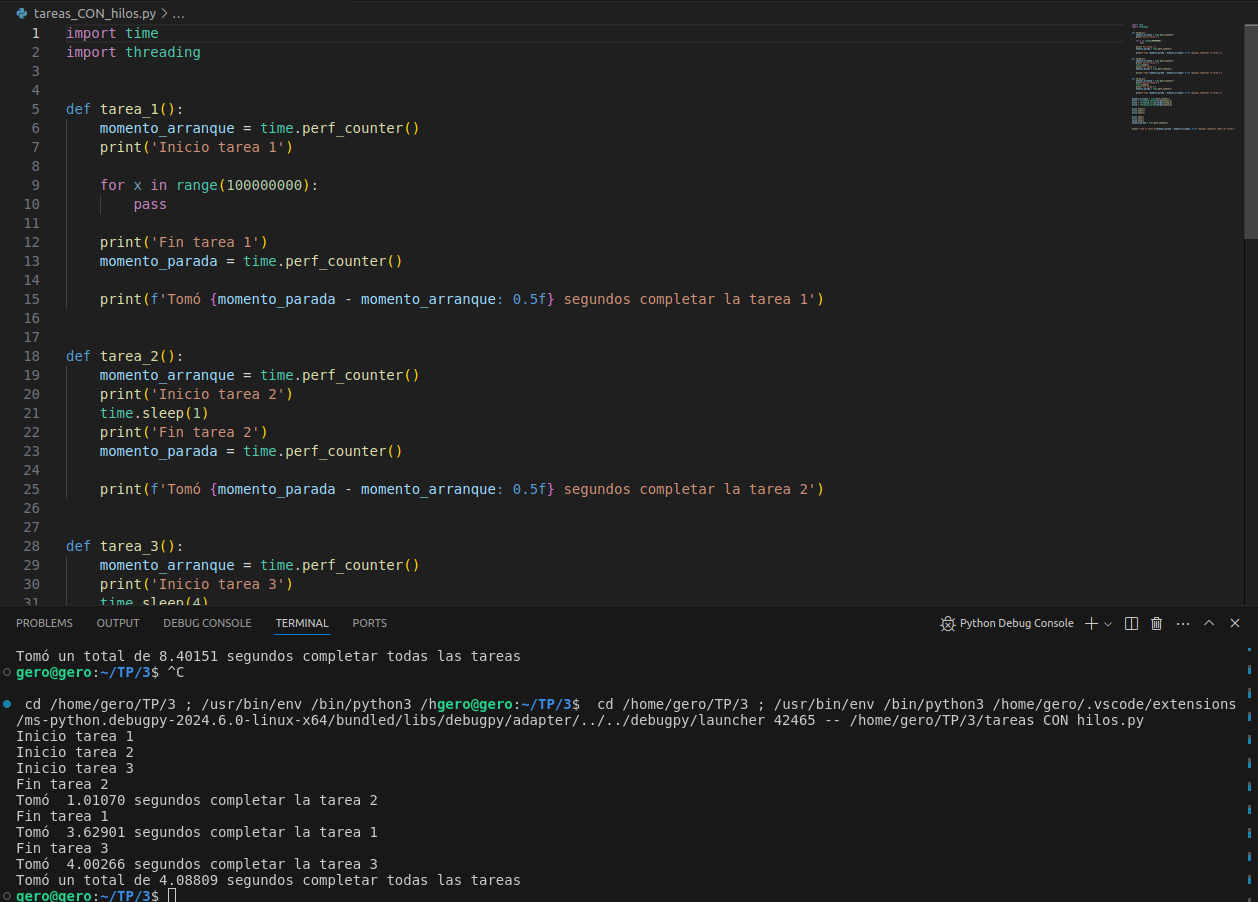 tareas_CON_hilos.py > ...
1 import time
2 import threading
3
4
5 def tarea_1():
6 momento_arranque = time.perf_counter()
7 print('Inicio tarea 1')
8
9 for x in range(100000000):
10 pass
11
12 print('Fin tarea 1')
13 momento_parada = time.perf_counter()
14
15 print(f'Tomó {momento_parada - momento_arranque: 0.5f} segundos completar la tarea 1')
16
17
18 def tarea_2():
19 momento_arranque = time.perf_counter()
20 print('Inicio tarea 2')
21 time.sleep(1)
22 print('Fin tarea 2')
23 momento_parada = time.perf_counter()
24
25 print(f'Tomó {momento_parada - momento_arranque: 0.5f} segundos completar la tarea 2')
26
27
28 def tarea_3():
29 momento_arranque = time.perf_counter()
30 print('Inicio tarea 3')
31 time.sleep(4)
PROBLEMS OUTPUT DEBUG CONSOLE TERMINAL PORTS Python Debug Console
Tomó un total de 8.40151 segundos completar todas las tareas
gero@gero:~/TP/3$ ^C
cd /home/gero/TP/3 ; /usr/bin/env /bin/python3 /hgero@gero:~/TP/3$  cd /home/gero/TP/3 ; /usr/bin/env /bin/python3 /home/gero/.vscode/extensions
/ms-python.debugpy-2024.6.0-linux-x64/bundled/libs/debugpy/adapter/../../debugpy/launcher 42465 -- /home/gero/TP/3/tareas_CON_hilos.py
Inicio tarea 1
Inicio tarea 2
Inicio tarea 3
Fin tarea 2
Tomó  1.01070 segundos completar la tarea 2
Fin tarea 1
Tomó  3.62901 segundos completar la tarea 1
Fin tarea 3
Tomó  4.00266 segundos completar la tarea 3
Tomó un total de 4.08809 segundos completar todas las tareas
gero@gero:~/TP/3$